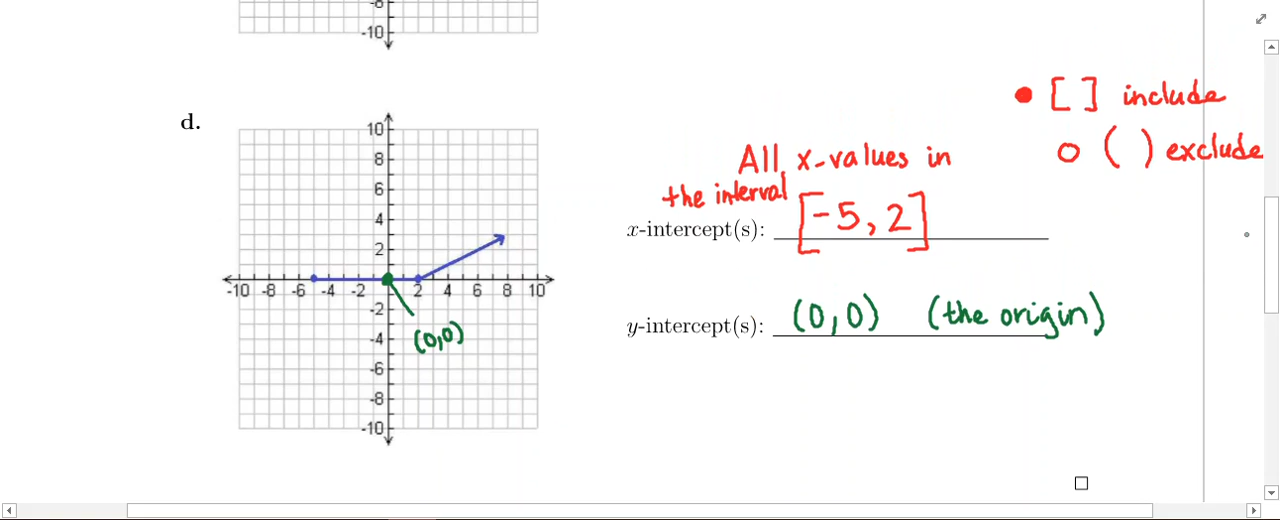 -8
-10
[ ] include
( ) exclude
d.
All x-values in
the interval
x-intercept(s): [-5, 2]
y-intercept(s): (0,0) (the origin)
10
8
6
4
2
0
-10 -8 -6 -4 -2 2 4 6 8 10
-2
(0,0)
-4
-6
-8
-10